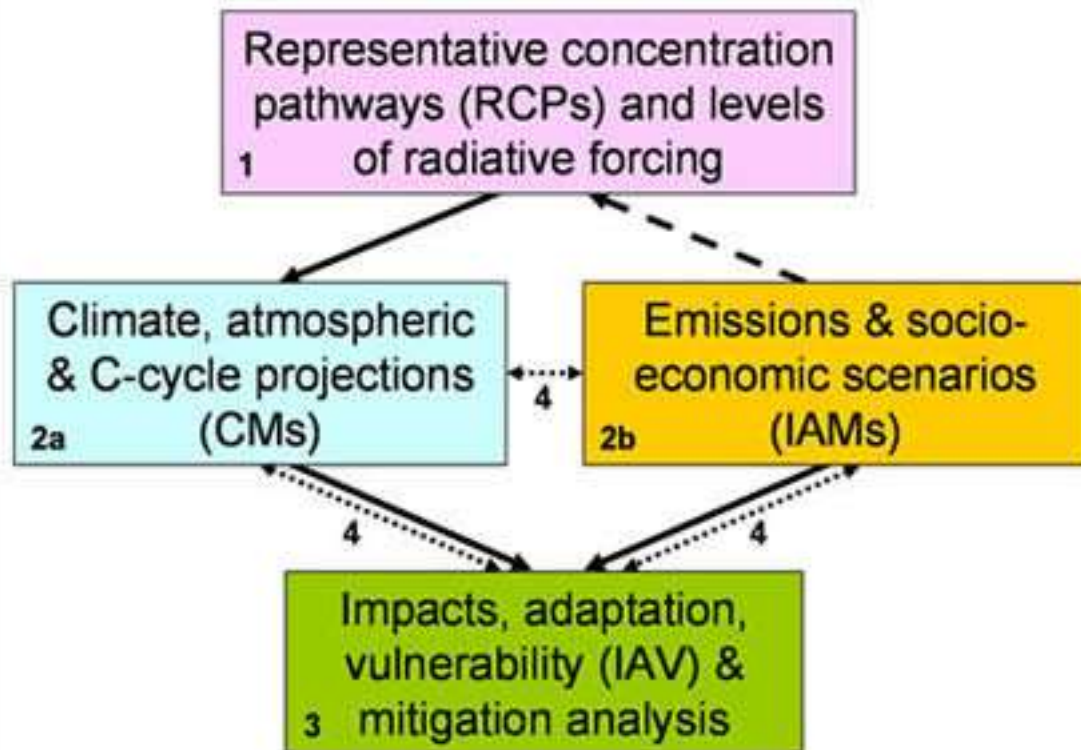 Representative concentration
pathways (RCPs) and levels
of radiative forcing
1
Climate, atmospheric
& C-cycle projections
(CMs)
2a
4
Emissions & socio-
economic scenarios
(IAMs)
2b
4
4
Impacts, adaptation,
vulnerability (IAV) &
mitigation analysis
3